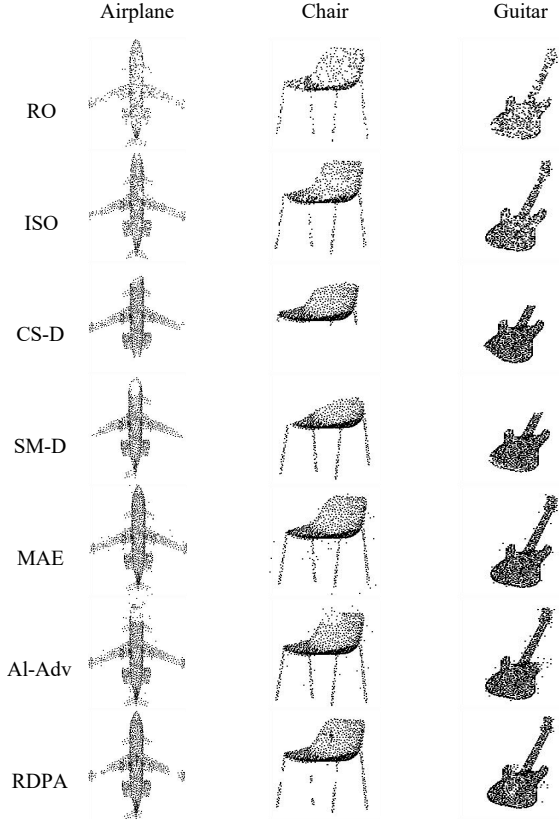 Airplane Chair Guitar
RO
ISO
CS-D
SM-D
MAE
Al-Adv
RDPA